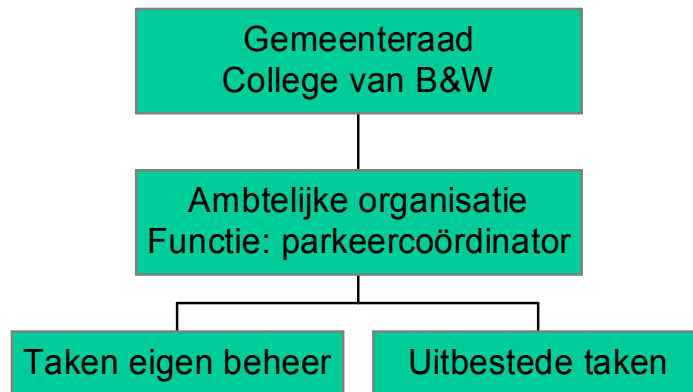 Gemeenteraad
College van B&W
Ambtelijke organisatie
Functie: parkeercoördinator
Taken eigen beheer
Uitbestede taken